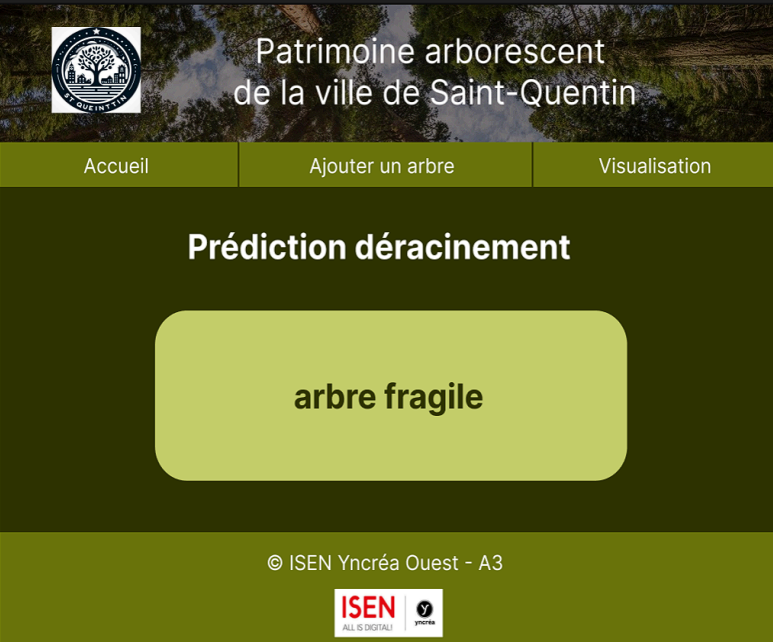 Patrimoine arborescent
de la ville de Saint-Quentin
ST QUEINTTIN
Accueil
Ajouter un arbre
Visualisation
Prédiction déracinement
arbre fragile
© ISEN Yncréa Ouest - A3
ISEN
ALL IS DIGITAL!
yncréa